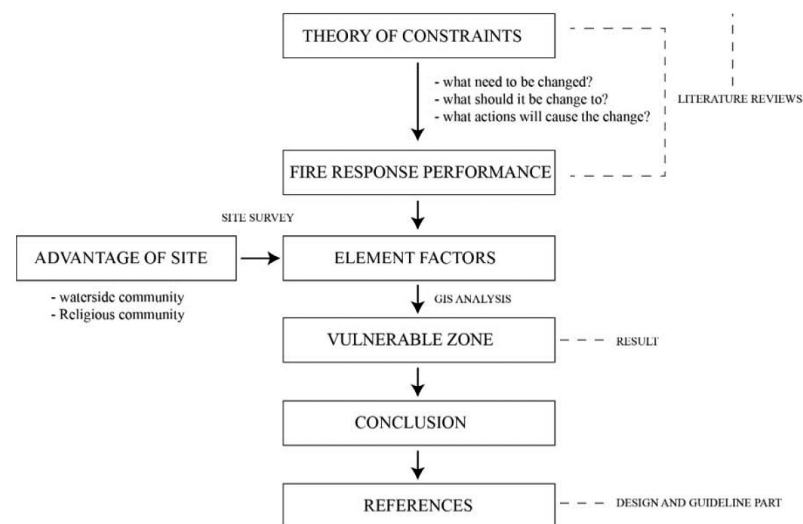 THEORY OF CONSTRAINTS
- what need to be changed?
- what should it be change to?
- what actions will cause the change?
LITERATURE REVIEWS
FIRE RESPONSE PERFORMANCE
SITE SURVEY
ADVANTAGE OF SITE
ELEMENT FACTORS
- waterside community
- Religious community
GIS ANALYSIS
VULNERABLE ZONE
RESULT
CONCLUSION
REFERENCES
DESIGN AND GUIDELINE PART